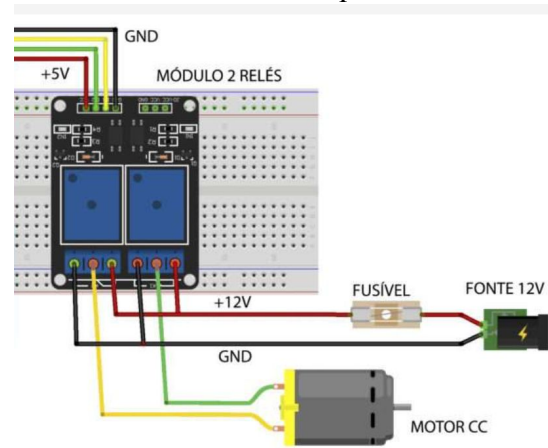 GND
+5V
MÓDULO 2 RELÉS
+12V
FUSÍVEL
FONTE 12V
GND
MOTOR CC